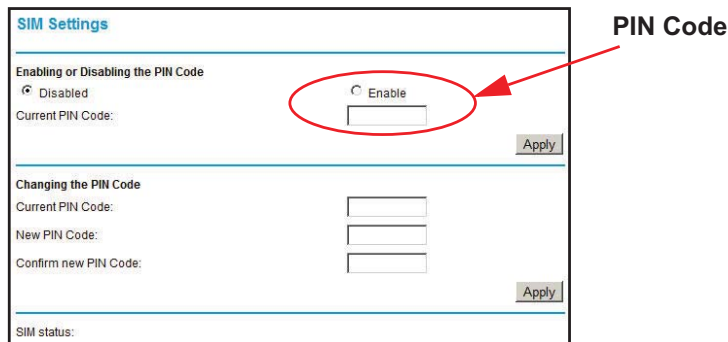 SIM Settings
PIN Code
Enabling or Disabling the PIN Code
Disabled Enable
Current PIN Code:
Apply
Changing the PIN Code
Current PIN Code:
New PIN Code:
Confirm new PIN Code:
Apply
SIM status: